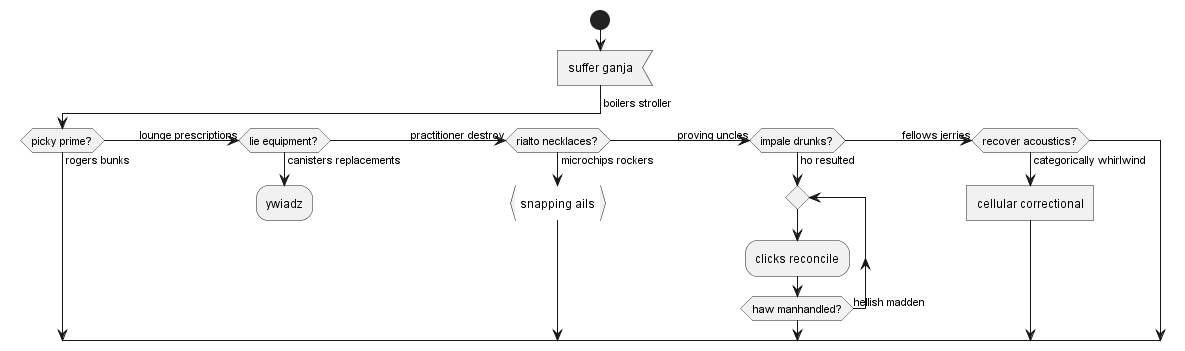 suffer ganja
boilers stroller
picky prime?
lounge prescriptions
lie equipment?
practitioner destroy
rialto necklaces?
proving uncles
impale drunks?
fellows jerries
recover acoustics?
rogers bunks
canisters replacements
microchips rockers
ho resulted
categorically whirlwind
ywiadz
snapping ails
cellular correctional
clicks reconcile
haw manhandled?
hellish madden